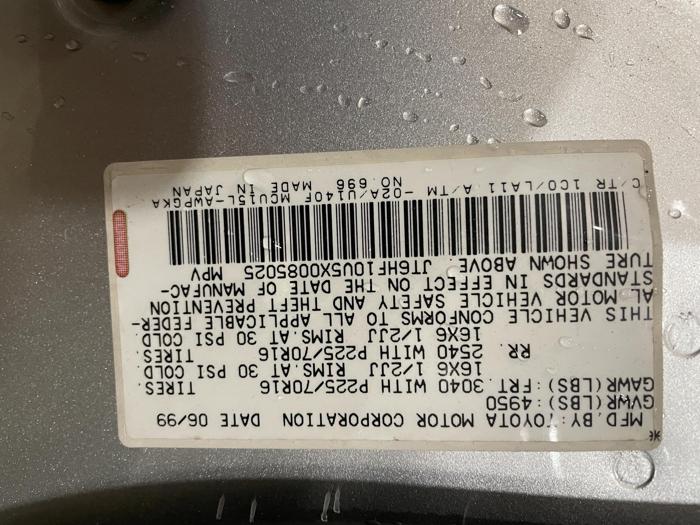 MFD.BY:TOYOTA MOTOR CORPORATION DATE 06/99
GVWR(LBS):4950
GAWR(LBS):FRT.3040 WITH P225/70R16 TIRES.
16X6 1/2JJ RIMS.AT 30 PSI COLD
RR. 2540 WITH P225/70R16 TIRES.
16X6 1/2JJ RIMS.AT 30 PSI COLD
THIS VEHICLE CONFORMS TO ALL APPLICABLE FEDER-
AL MOTOR VEHICLE SAFETY AND THEFT PREVENTION
STANDARDS IN EFFECT ON THE DATE OF MANUFAC-
TURE SHOWN ABOVE. JT6HF10U5X0085025 MPV
C/TR 1C0/LA11 A/TM -02A/U140F MCU15L-AWPGKA
NO.696 MADE IN JAPAN